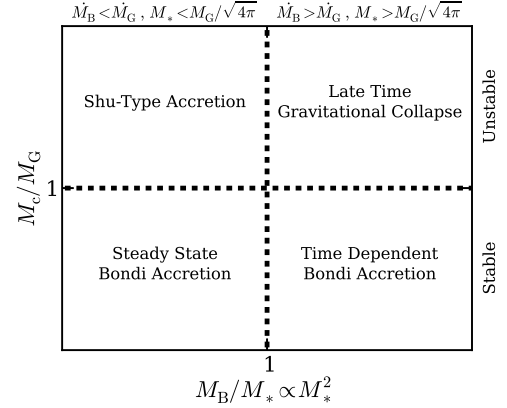 Ṁ_B < Ṁ_G , M_* < M_G/√4π
Ṁ_B > Ṁ_G , M_* > M_G/√4π
Shu-Type Accretion
Late Time
Gravitational Collapse
Unstable
M_c/M_G
1
Steady State
Bondi Accretion
Time Dependent
Bondi Accretion
Stable
1
M_B/M_* ∝ M_*^2